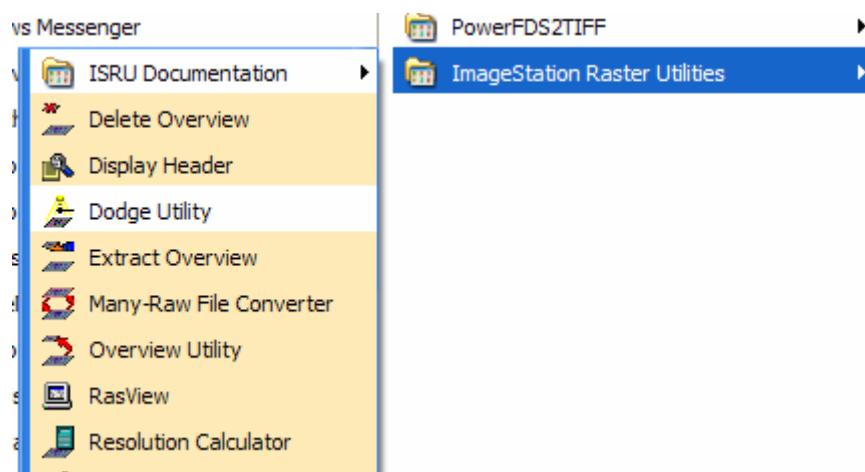 vs Messenger
ISRU Documentation
Delete Overview
Display Header
Dodge Utility
Extract Overview
Many-Raw File Converter
Overview Utility
RasView
Resolution Calculator
PowerFDS2TIFF
ImageStation Raster Utilities